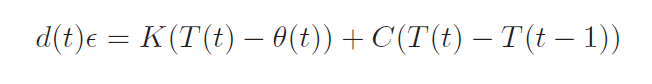 d(t)ϵ = K(T(t) − θ(t)) + C(T(t) − T(t − 1))